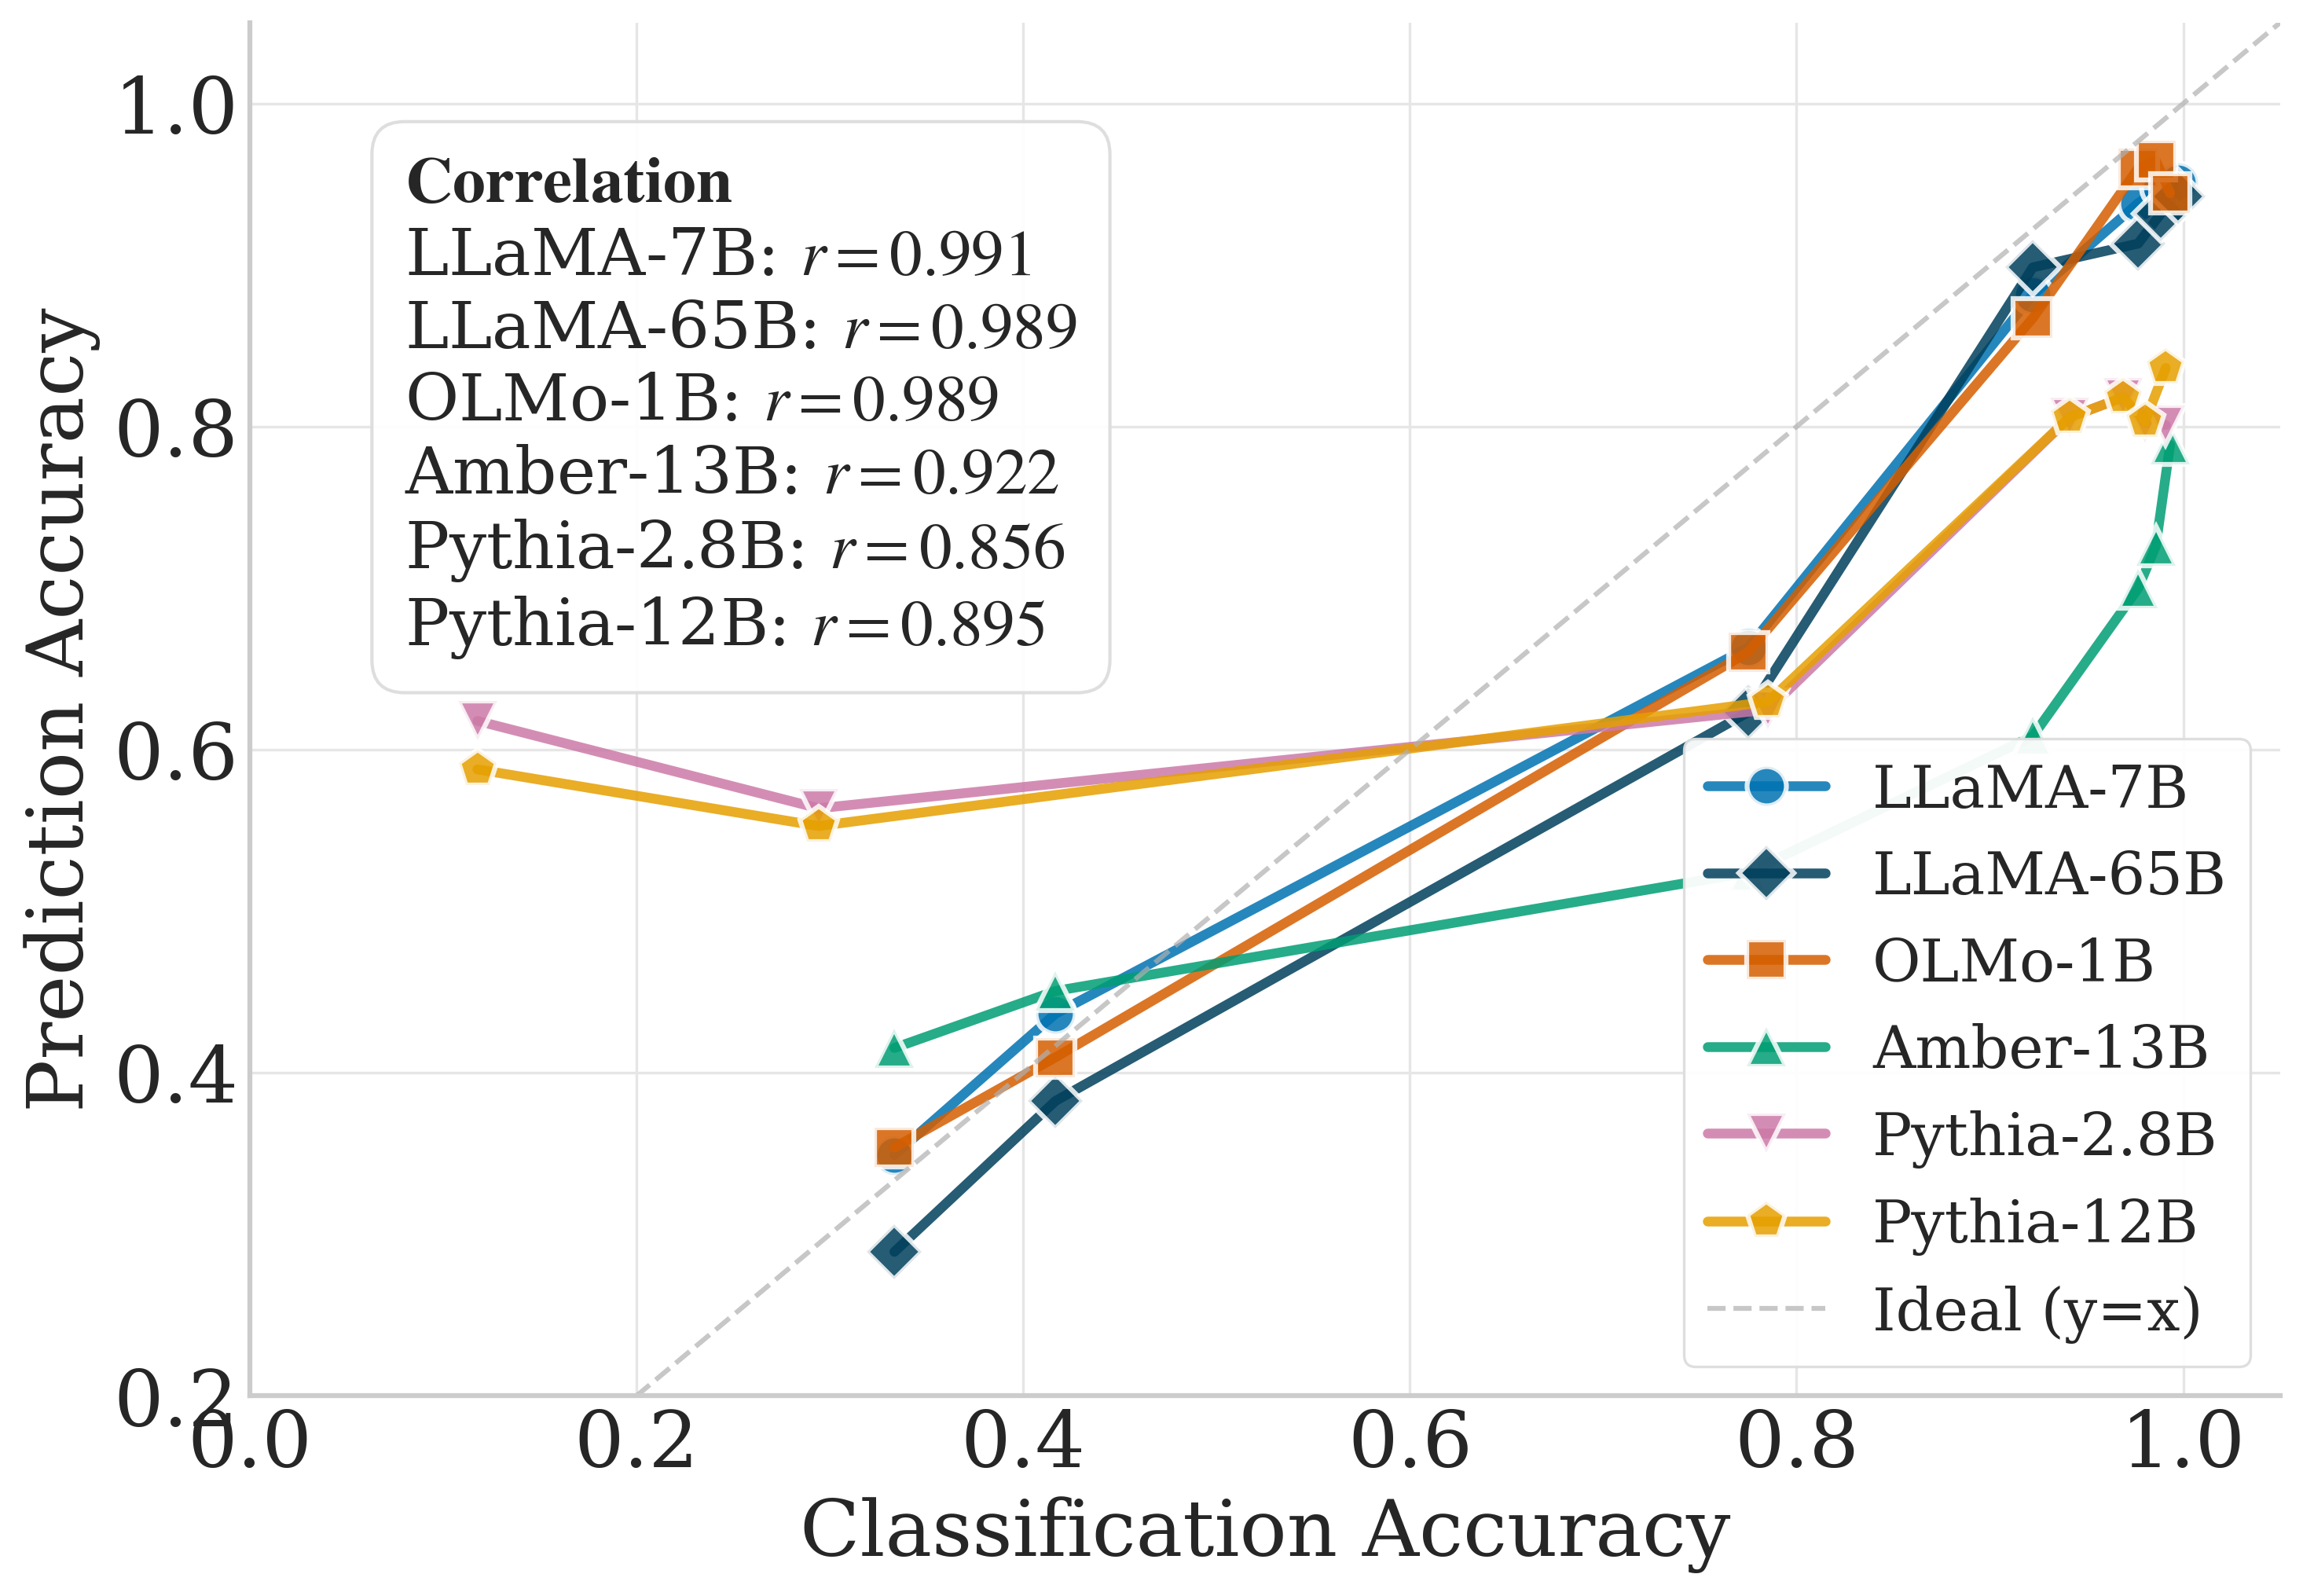 Prediction Accuracy
1.0
0.8
0.6
0.4
0.2
Correlation
LLaMA-7B: r=0.991
LLaMA-65B: r=0.989
OLMo-1B: r=0.989
Amber-13B: r=0.922
Pythia-2.8B: r=0.856
Pythia-12B: r=0.895
LLaMA-7B
LLaMA-65B
OLMo-1B
Amber-13B
Pythia-2.8B
Pythia-12B
Ideal (y=x)
0.0 0.2 0.4 0.6 0.8 1.0
Classification Accuracy